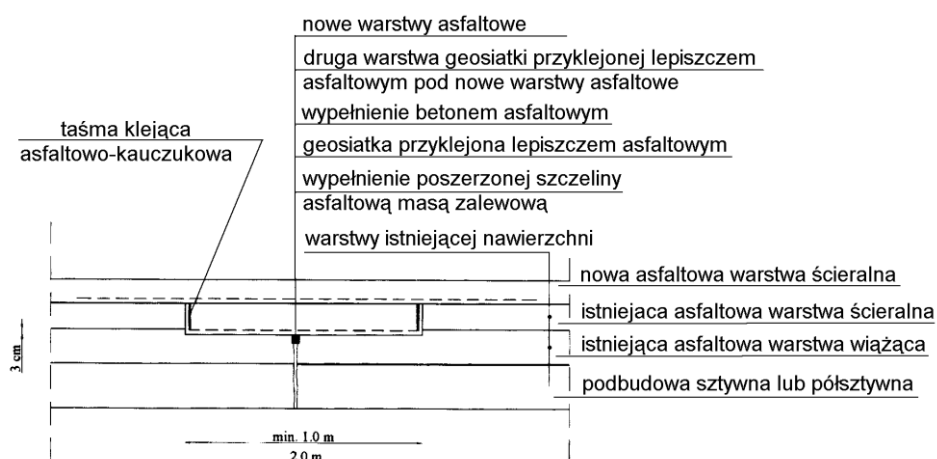 nowe warstwy asfaltowe
druga warstwa geosiatki przyklejonej lepiszczem
asfaltowym pod nowe warstwy asfaltowe
wypełnienie betonem asfaltowym
taśma klejąca
asfaltowo-kauczukowa
geosiatka przyklejona lepiszczem asfaltowym
wypełnienie poszerzonej szczeliny
asfaltową masą zalewową
warstwy istniejącej nawierzchni
nowa asfaltowa warstwa ścieralna
istniejaca asfaltowa warstwa ścieralna
istniejąca asfaltowa warstwa wiążąca
podbudowa sztywna lub półsztywna
3 cm
min. 1.0 m
2.0 m